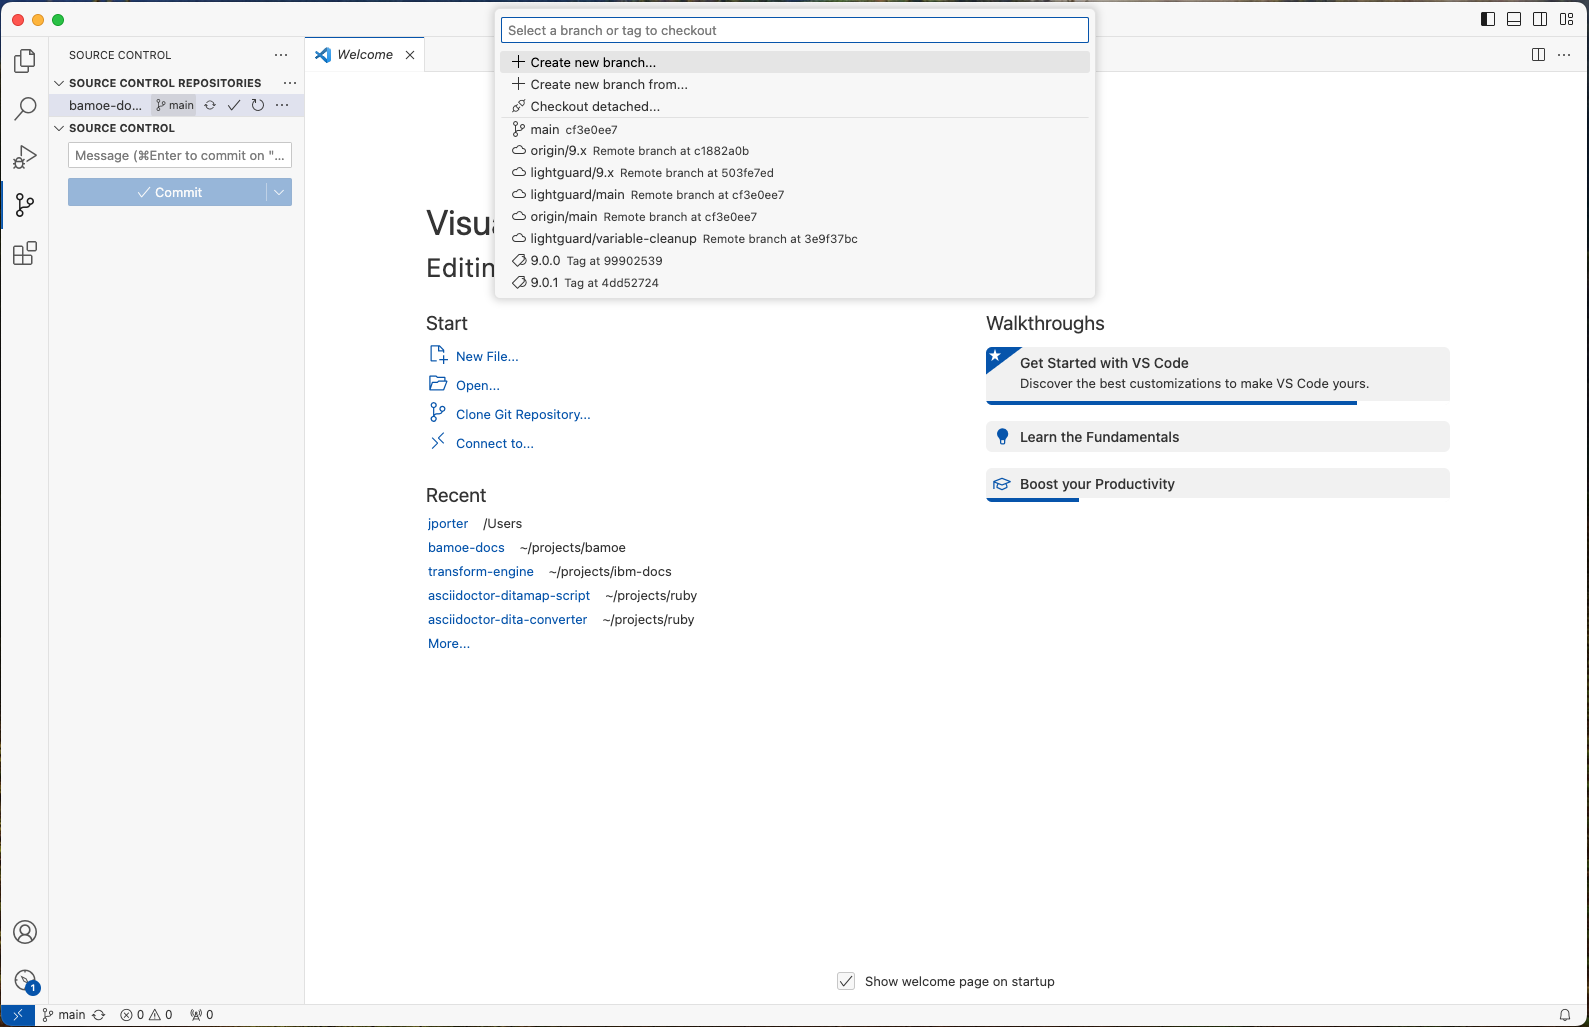 Select a branch or tag to checkout
Create new branch...
Create new branch from...
Checkout detached...
main cf3e0ee7
origin/9.x Remote branch at c1882a0b
lightguard/9.x Remote branch at 503fe7ed
lightguard/main Remote branch at cf3e0ee7
origin/main Remote branch at cf3e0ee7
lightguard/variable-cleanup Remote branch at 3e9f37bc
9.0.0 Tag at 99902539
9.0.1 Tag at 4dd52724
SOURCE CONTROL
SOURCE CONTROL REPOSITORIES
bamoe-do... main
SOURCE CONTROL
Message (⌘Enter to commit on "...
Commit
Welcome
Visu
Editin
Start
New File...
Open...
Clone Git Repository...
Connect to...
Recent
jporter /Users
bamoe-docs ~/projects/bamoe
transform-engine ~/projects/ibm-docs
asciidoctor-ditamap-script ~/projects/ruby
asciidoctor-dita-converter ~/projects/ruby
More...
Walkthroughs
Get Started with VS Code
Discover the best customizations to make VS Code yours.
Learn the Fundamentals
Boost your Productivity
Show welcome page on startup
1
main 0 0 0